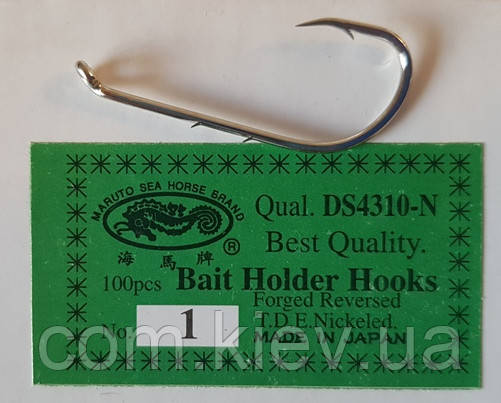 MARUTO SEA HORSE BRAND
海馬牌
®
Qual. DS4310-N
Best Quality.
100pcs Bait Holder Hooks
Forged Reversed
No. 1
T.D.E.Nickeled.
MADE IN JAPAN
com-kiev.ua